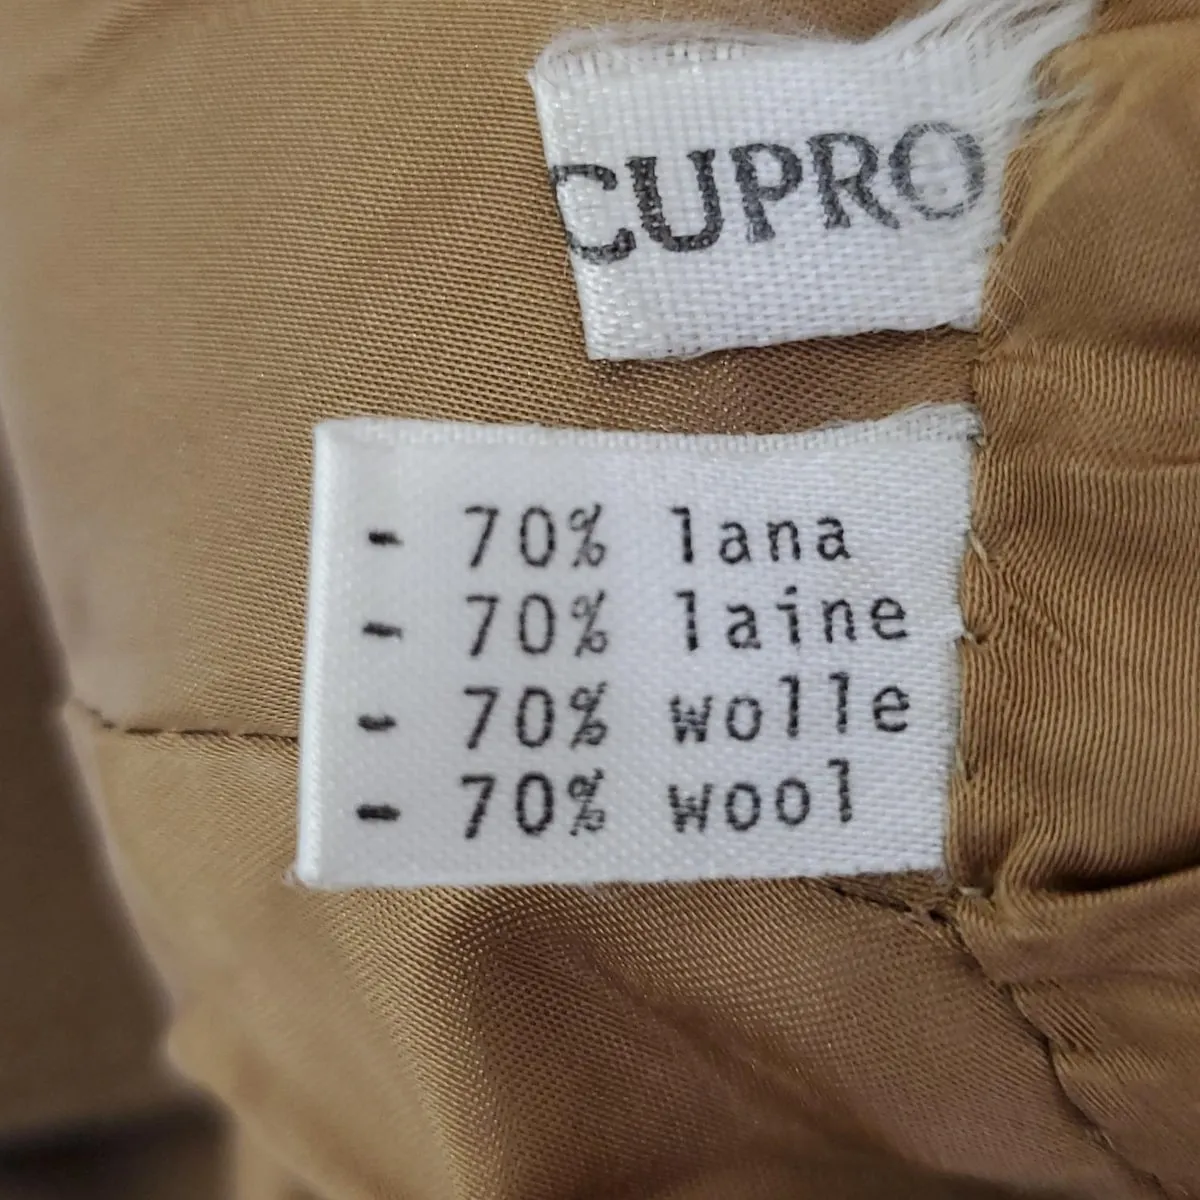 CUPRO
- 70% lana
- 70% laine
- 70% wolle
- 70% wool